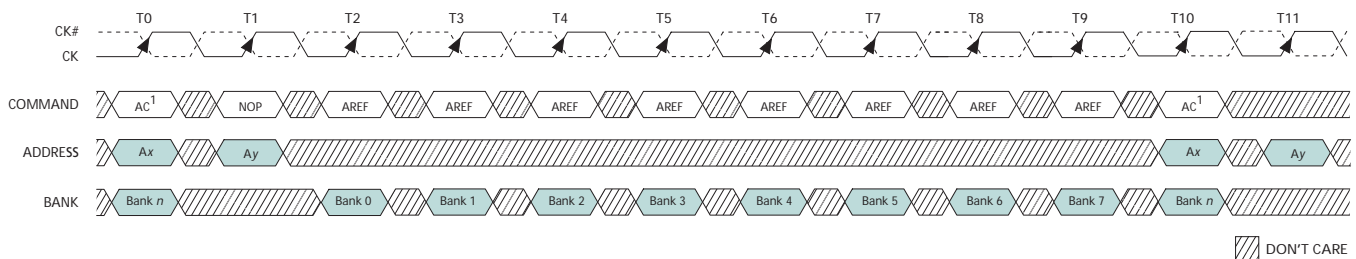 T0 T1 T2 T3 T4 T5 T6 T7 T8 T9 T10 T11
CK#
CK
COMMAND AC1 NOP AREF AREF AREF AREF AREF AREF AREF AREF AC1
ADDRESS Ax Ay Ax Ay
BANK Bank n Bank 0 Bank 1 Bank 2 Bank 3 Bank 4 Bank 5 Bank 6 Bank 7 Bank n
DON'T CARE